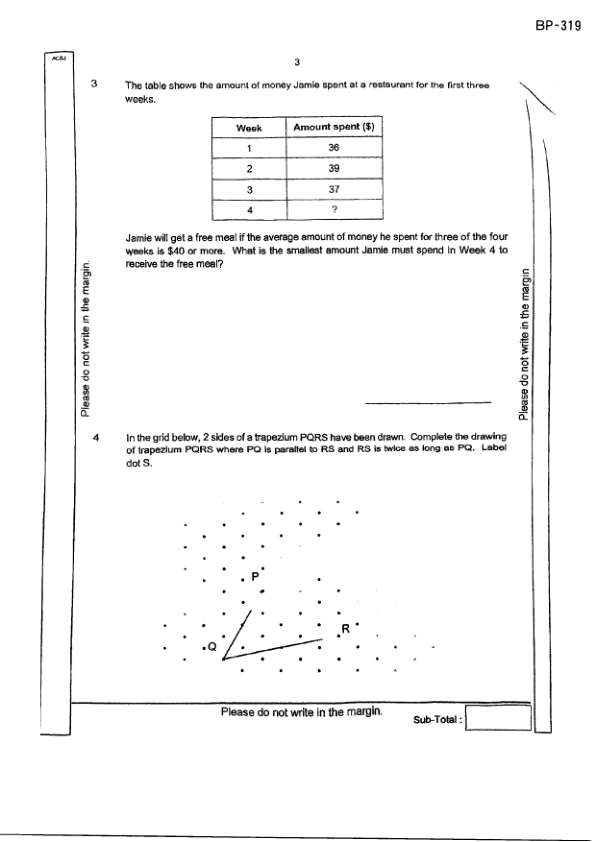 BP-319
3
3 The table shows the amount of money Jamie spent at a restaurant for the first three
weeks.
Week Amount spent ($)
1 36
2 39
3 37
4 ?
Jamie will get a free meal if the average amount of money he spent for three of the four
weeks is $40 or more. What is the smallest amount Jamie must spend in Week 4 to
receive the free meal?
Please do not write in the margin.
Please do not write in the margin.
4 In the grid below, 2 sides of a trapezium PQRS have been drawn. Complete the drawing
of trapezium PQRS where PQ is parallel to RS and RS is twice as long as PQ. Label
dot S.
P
R
Q
Please do not write in the margin.
Sub-Total :